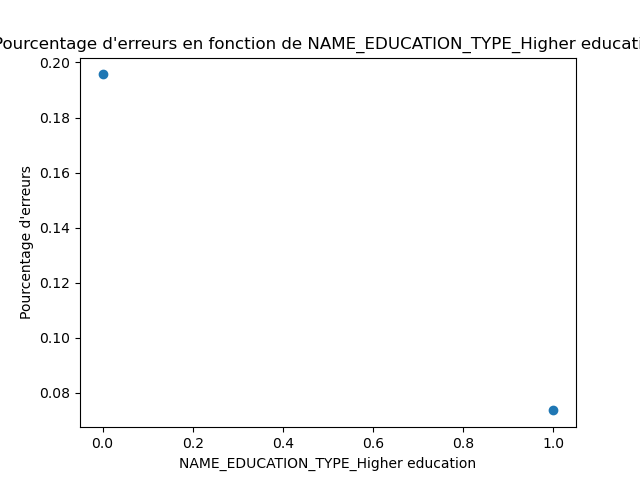 Pourcentage d'erreurs en fonction de NAME_EDUCATION_TYPE_Higher educati
0.20
0.18
0.16
0.14
0.12
0.10
0.08
Pourcentage d'erreurs
0.0 0.2 0.4 0.6 0.8 1.0
NAME_EDUCATION_TYPE_Higher education